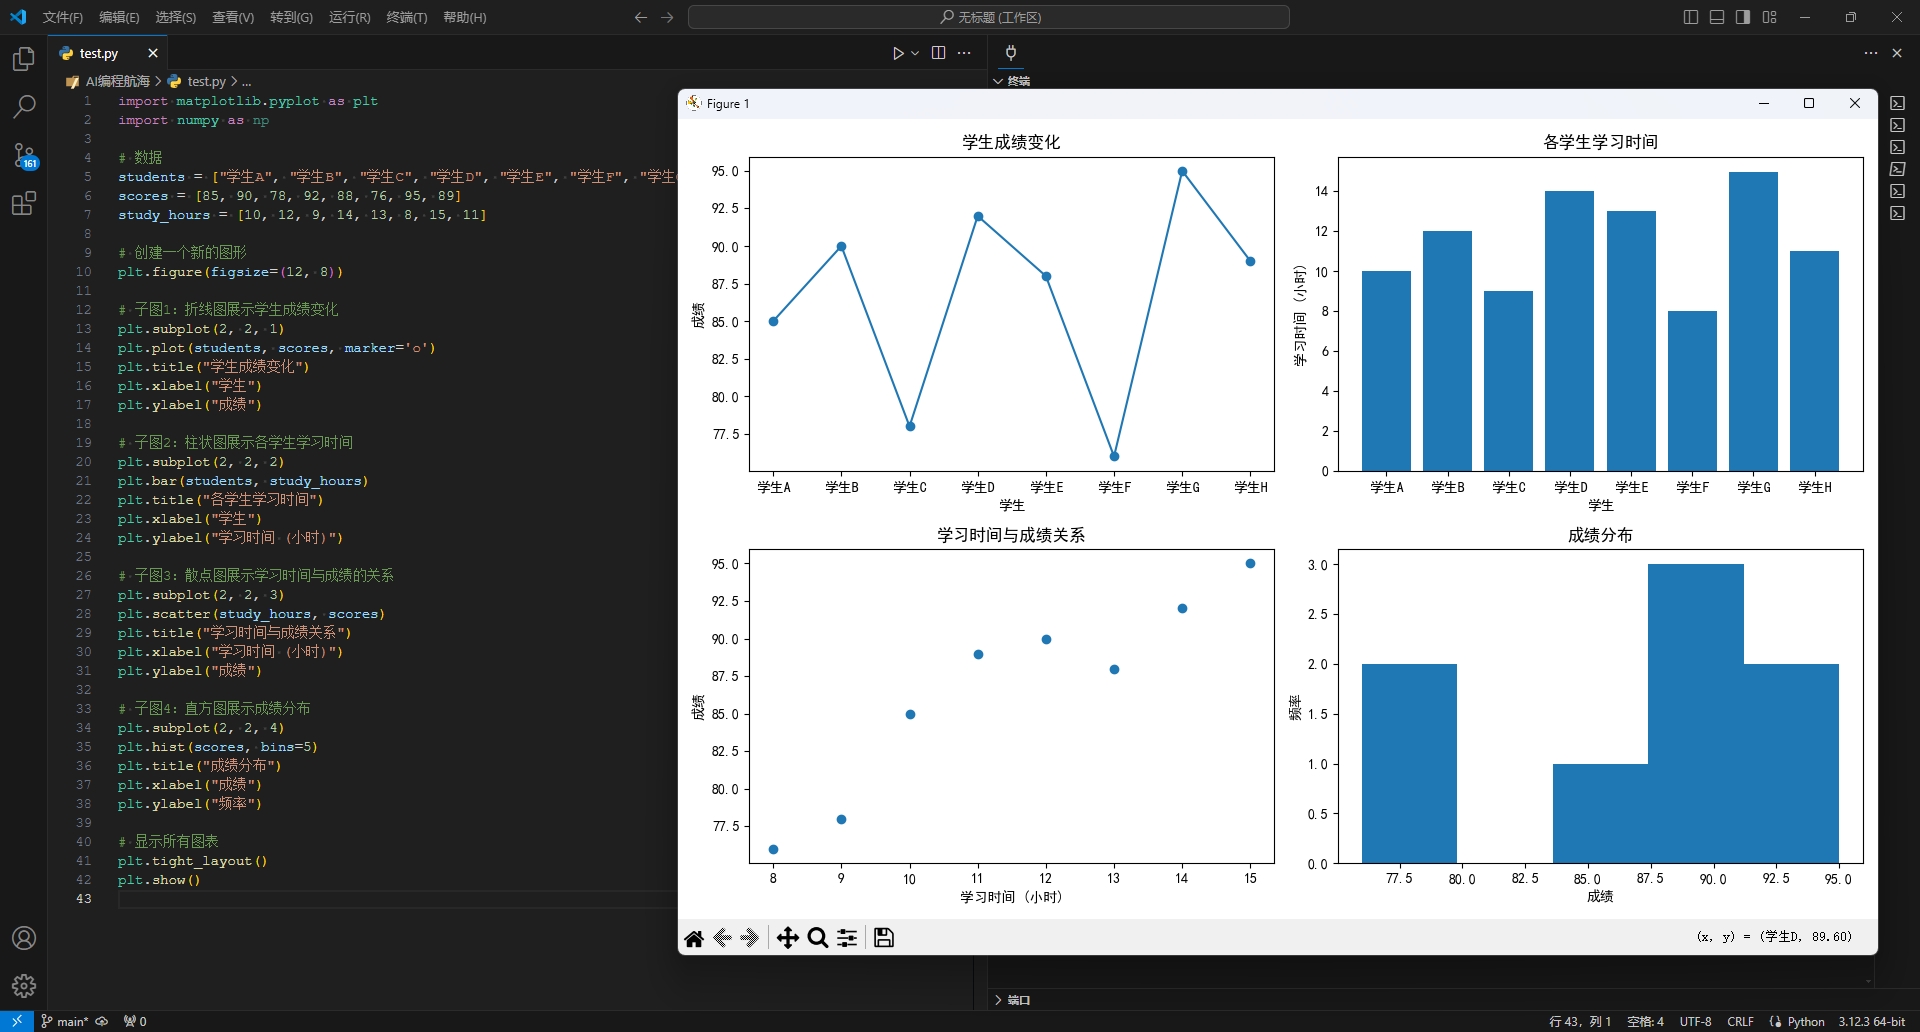 文件(F) 编辑(E) 选择(S) 查看(V) 转到(G) 运行(R) 终端(T) 帮助(H)
无标题 (工作区)
test.py
AI编程航海 > test.py > ...
终端
1 import matplotlib.pyplot as plt
2 import numpy as np
3
4 # 数据
5 students = ["学生A", "学生B", "学生C", "学生D", "学生E", "学生F", "学生
6 scores = [85, 90, 78, 92, 88, 76, 95, 89]
7 study_hours = [10, 12, 9, 14, 13, 8, 15, 11]
8
9 # 创建一个新的图形
10 plt.figure(figsize=(12, 8))
11
12 # 子图1: 折线图展示学生成绩变化
13 plt.subplot(2, 2, 1)
14 plt.plot(students, scores, marker='o')
15 plt.title("学生成绩变化")
16 plt.xlabel("学生")
17 plt.ylabel("成绩")
18
19 # 子图2: 柱状图展示各学生学习时间
20 plt.subplot(2, 2, 2)
21 plt.bar(students, study_hours)
22 plt.title("各学生学习时间")
23 plt.xlabel("学生")
24 plt.ylabel("学习时间 (小时)")
25
26 # 子图3: 散点图展示学习时间与成绩的关系
27 plt.subplot(2, 2, 3)
28 plt.scatter(study_hours, scores)
29 plt.title("学习时间与成绩关系")
30 plt.xlabel("学习时间 (小时)")
31 plt.ylabel("成绩")
32
33 # 子图4: 直方图展示成绩分布
34 plt.subplot(2, 2, 4)
35 plt.hist(scores, bins=5)
36 plt.title("成绩分布")
37 plt.xlabel("成绩")
38 plt.ylabel("频率")
39
40 # 显示所有图表
41 plt.tight_layout()
42 plt.show()
43
161
Figure 1
学生成绩变化
95.0
92.5
90.0
87.5
85.0
82.5
80.0
77.5
成绩
学生A 学生B 学生C 学生D 学生E 学生F 学生G 学生H
学生
各学生学习时间
14
12
10
8
6
4
2
0
学习时间 (小时)
学生A 学生B 学生C 学生D 学生E 学生F 学生G 学生H
学生
学习时间与成绩关系
95.0
92.5
90.0
87.5
85.0
82.5
80.0
77.5
成绩
8 9 10 11 12 13 14 15
学习时间 (小时)
成绩分布
3.0
2.5
2.0
1.5
1.0
0.5
0.0
频率
77.5 80.0 82.5 85.0 87.5 90.0 92.5 95.0
成绩
(x, y) = (学生D, 89.60)
端口
main* 0
行 43, 列 1 空格: 4 UTF-8 CRLF Python 3.12.3 64-bit